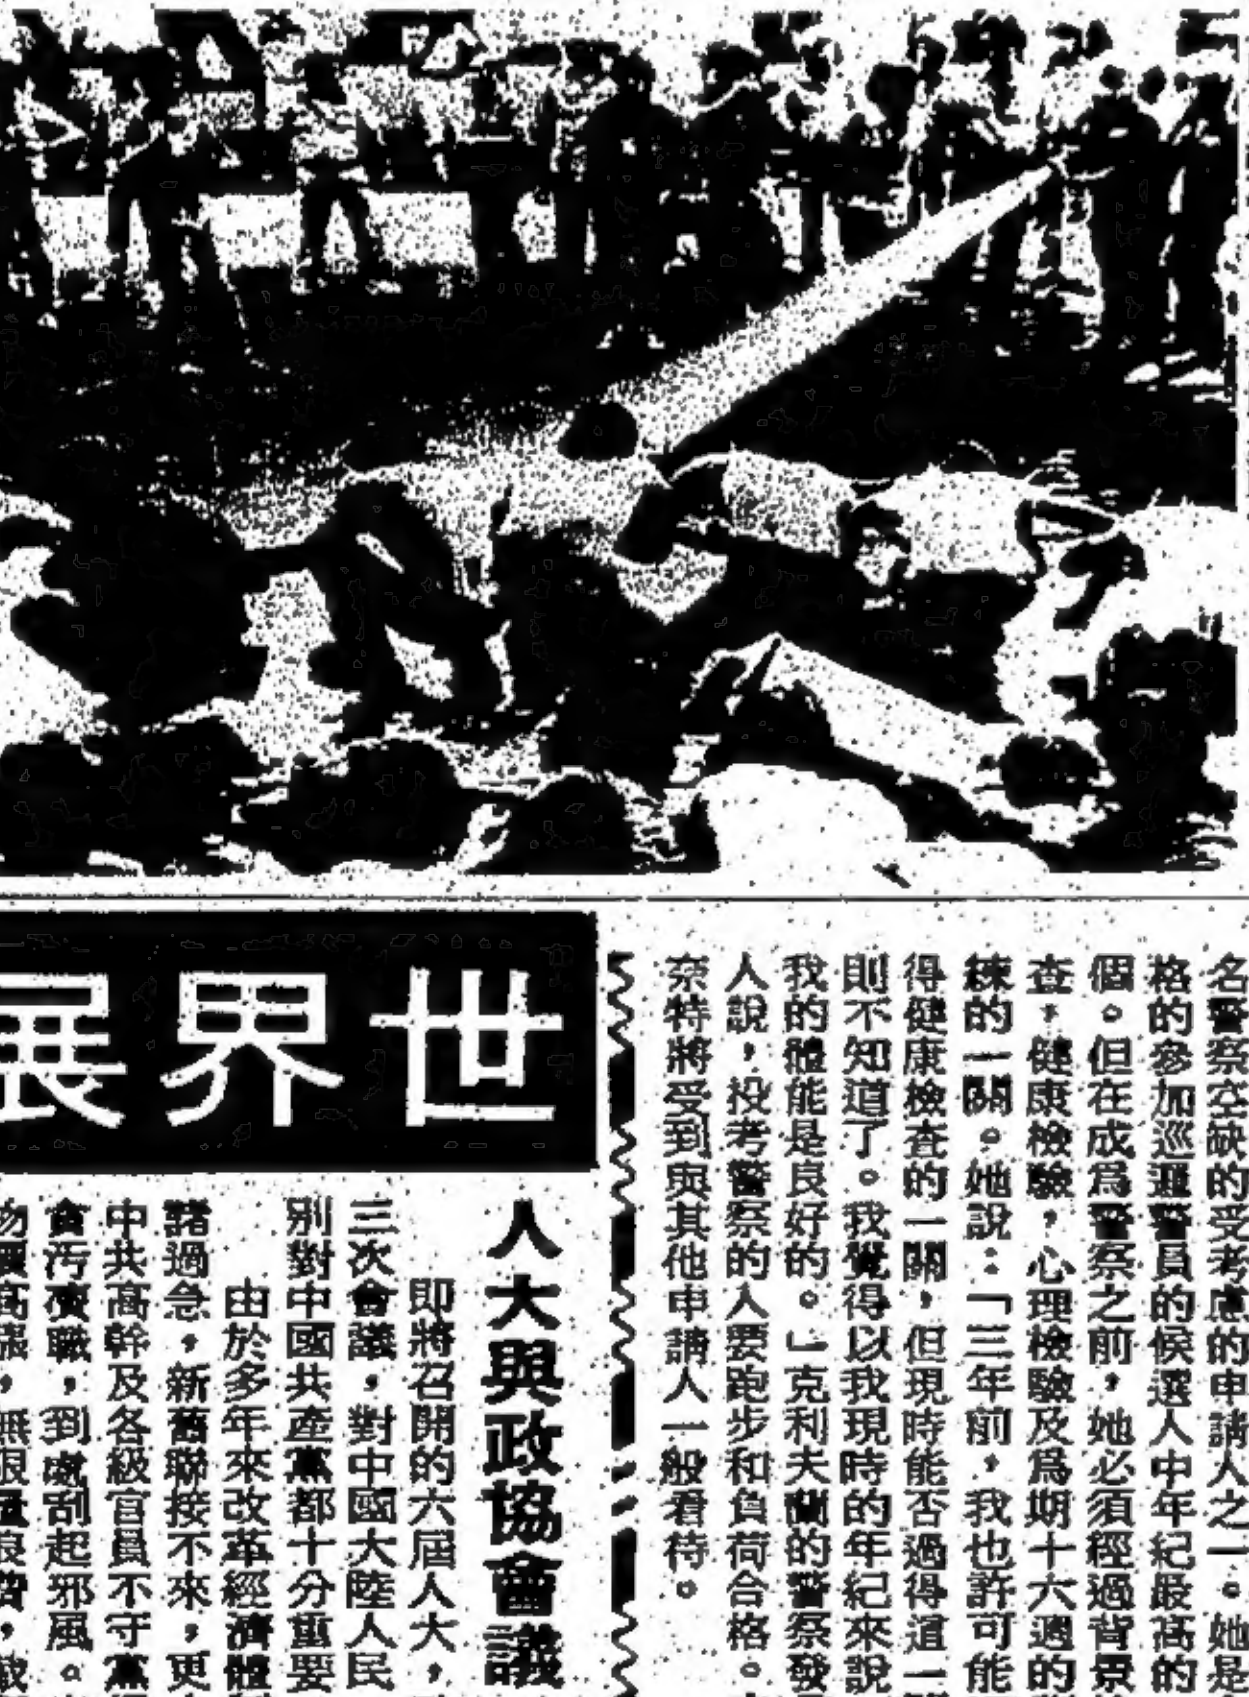 名警察空缺的受考慮的申請人之一。她是
格的參加巡邏警員的候選人中年紀最高的
個。但在成爲警察之前，她必須經過背景
查，健康檢驗，心理檢驗及爲期十六週的
練的一關。她說：「三年前，我也許可能
得健康檢查的一關，但現時能否過得這一
則不知道了。我覺得以我現時的年紀來說
我的體能是良好的。」克利夫蘭的警察發
人說，投考警察的人要跑步和負荷合格。
奈特將受到與其他申請人一般看待。
世界展
人大與政協會議
即將召開的六屆人大，
三次會議，對中國大陸人民
別對中國共產黨都十分重要
由於多年來改革經濟體
諸過急，新舊聯接不來，更
中共高幹及各級官員不守黨
貪污瀆職，到處刮起邪風。
物價高漲，無限量浪費，